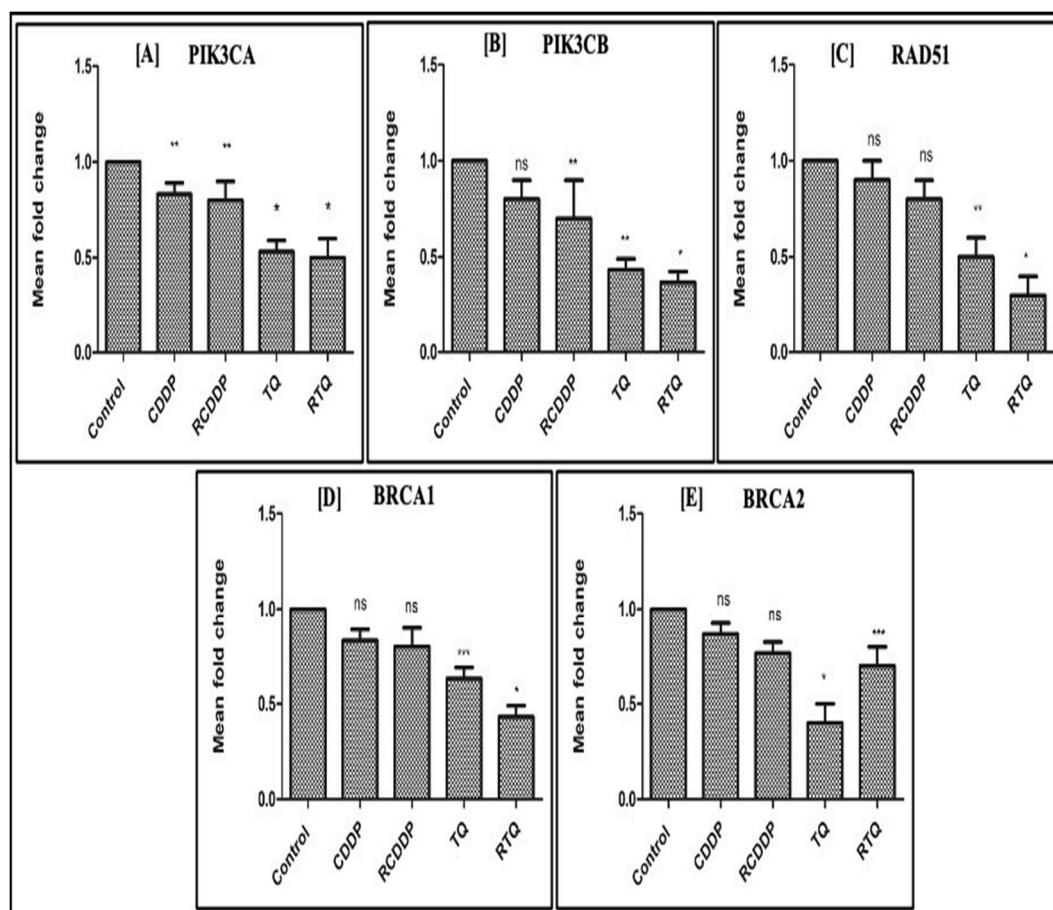 [A] PIK3CA
Mean fold change
1.5
1.0
0.5
0.0
** ** * *
Control CDDP RCDDP TQ RTQ
[B] PIK3CB
Mean fold change
1.5
1.0
0.5
0.0
ns ** ** *
Control CDDP RCDDP TQ RTQ
[C] RAD51
Mean fold change
1.5
1.0
0.5
0.0
ns ns ** *
Control CDDP RCDDP TQ RTQ
[D] BRCA1
Mean fold change
1.5
1.0
0.5
0.0
ns ns *** *
Control CDDP RCDDP TQ RTQ
[E] BRCA2
Mean fold change
1.5
1.0
0.5
0.0
ns ns * ***
Control CDDP RCDDP TQ RTQ